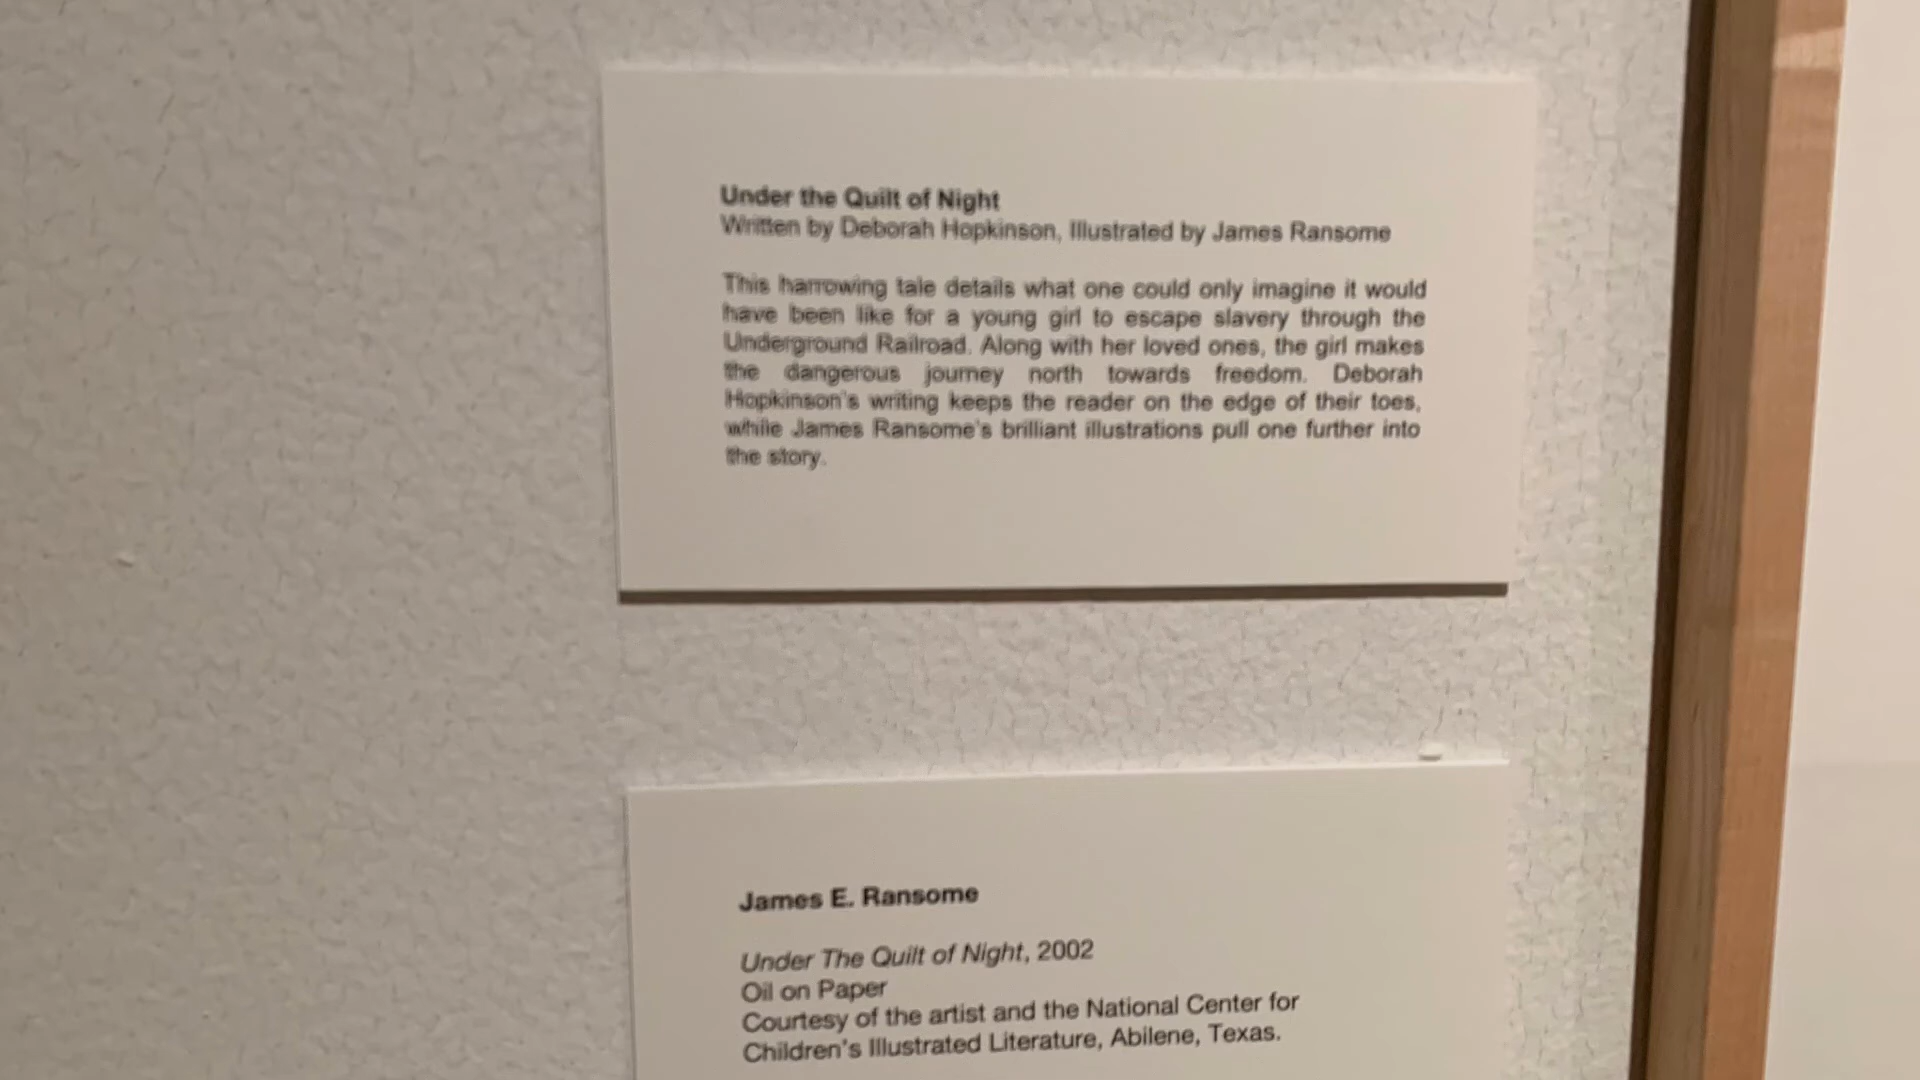 Under the Quilt of Night
Written by Deborah Hopkinson, Illustrated by James Ransome
This harrowing tale details what one could only imagine it would
have been like for a young girl to escape slavery through the
Underground Railroad. Along with her loved ones, the girl makes
the dangerous journey north towards freedom. Deborah
Hopkinson's writing keeps the reader on the edge of their toes,
while James Ransome's brilliant illustrations pull one further into
the story.
James E. Ransome
Under The Quilt of Night, 2002
Oil on Paper
Courtesy of the artist and the National Center for
Children's Illustrated Literature, Abilene, Texas.